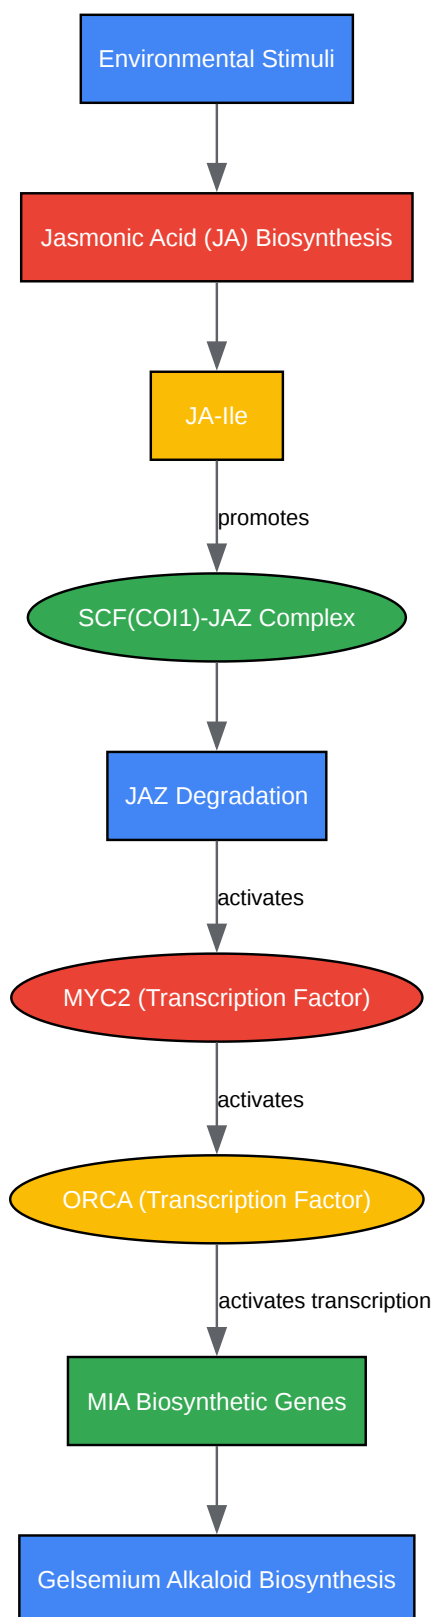 Environmental Stimuli
Jasmonic Acid (JA) Biosynthesis
JA-Ile
promotes
SCF(COI1)-JAZ Complex
JAZ Degradation
activates
MYC2 (Transcription Factor)
activates
ORCA (Transcription Factor)
activates transcription
MIA Biosynthetic Genes
Gelsemium Alkaloid Biosynthesis